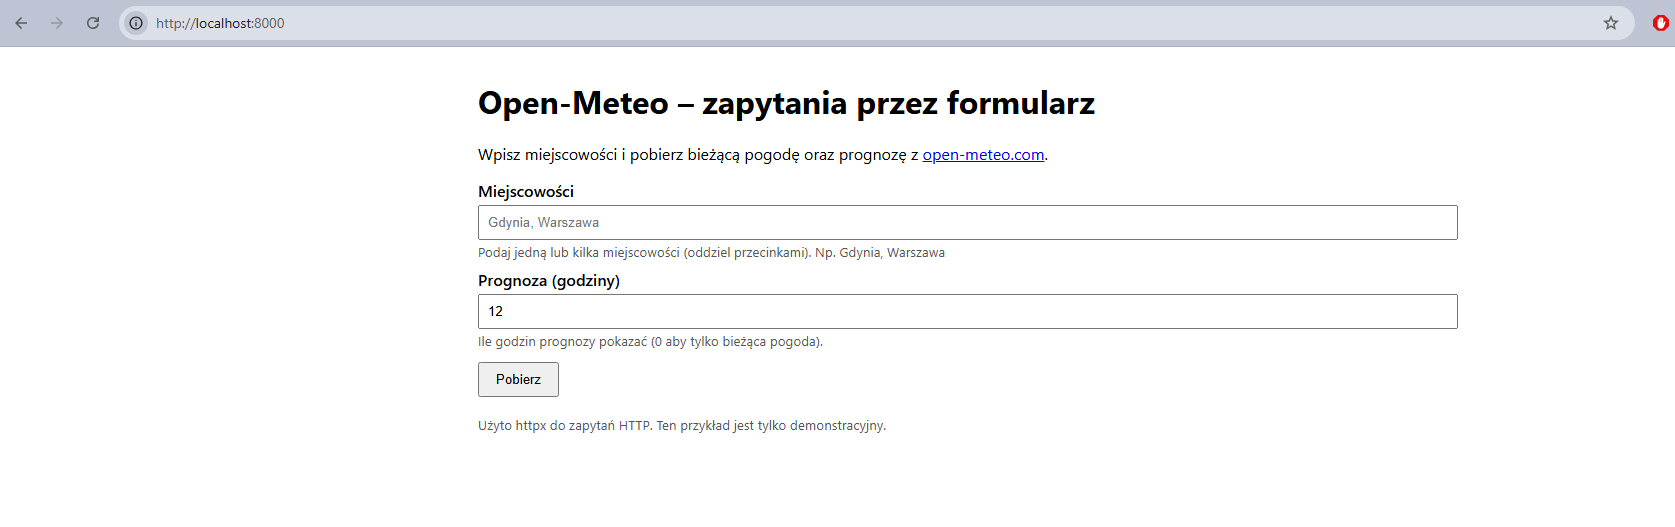 http://localhost:8000
Open-Meteo – zapytania przez formularz
Wpisz miejscowości i pobierz bieżącą pogodę oraz prognozę z open-meteo.com.
Miejscowości
Gdynia, Warszawa
Podaj jedną lub kilka miejscowości (oddziel przecinkami). Np. Gdynia, Warszawa
Prognoza (godziny)
12
Ile godzin prognozy pokazać (0 aby tylko bieżąca pogoda).
Pobierz
Użyto httpx do zapytań HTTP. Ten przykład jest tylko demonstracyjny.